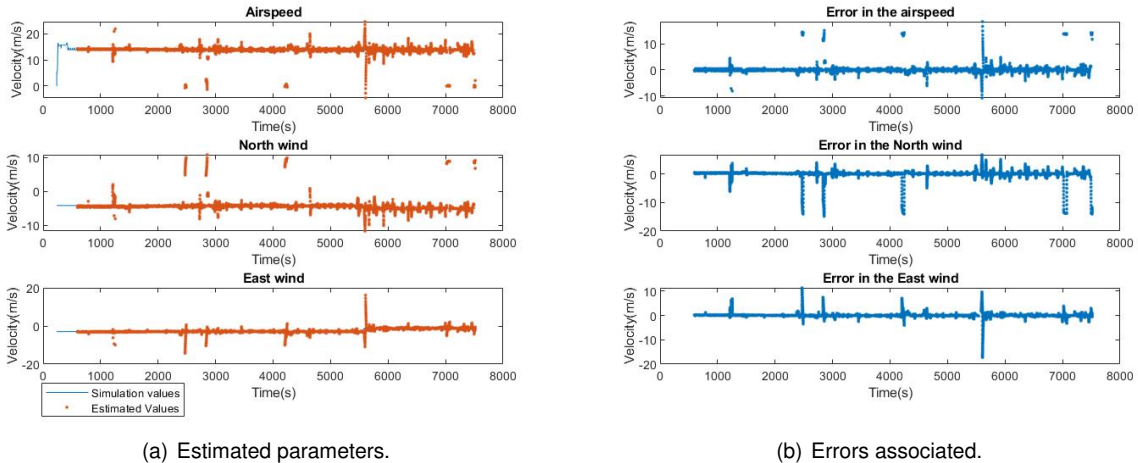 Airspeed
Velocity(m/s)
20
10
0
0 1000 2000 3000 4000 5000 6000 7000 8000
Time(s)
North wind
Velocity(m/s)
10
0
-10
0 1000 2000 3000 4000 5000 6000 7000 8000
Time(s)
East wind
Velocity(m/s)
20
0
-20
0 1000 2000 3000 4000 5000 6000 7000 8000
Time(s)
Simulation values
Estimated Values
(a) Estimated parameters.
Error in the airspeed
Velocity(m/s)
10
0
-10
0 1000 2000 3000 4000 5000 6000 7000 8000
Time(s)
Error in the North wind
Velocity(m/s)
0
-10
-20
0 1000 2000 3000 4000 5000 6000 7000 8000
Time(s)
Error in the East wind
Velocity(m/s)
10
0
-10
0 1000 2000 3000 4000 5000 6000 7000 8000
Time(s)
(b) Errors associated.